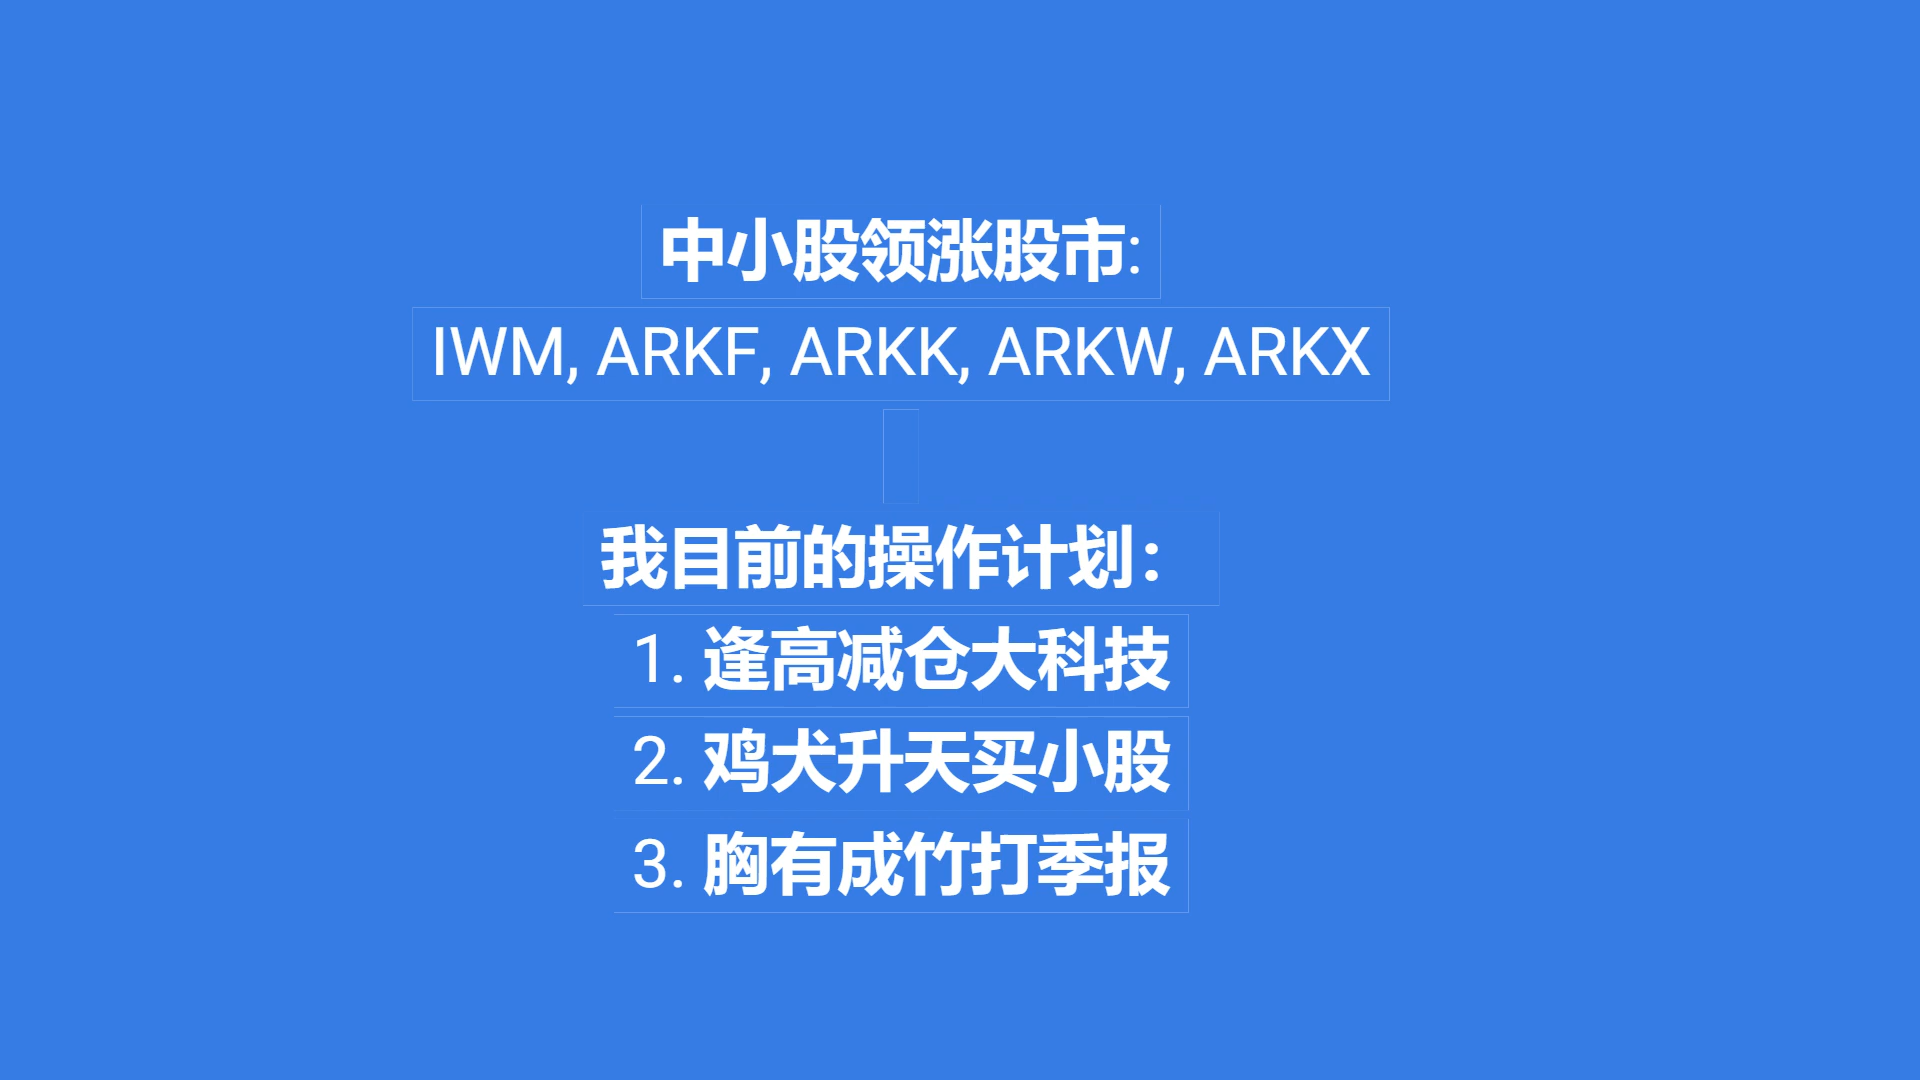 中小股领涨股市:
IWM, ARKF, ARKK, ARKW, ARKX
我目前的操作计划：
1. 逢高减仓大科技
2. 鸡犬升天买小股
3. 胸有成竹打季报